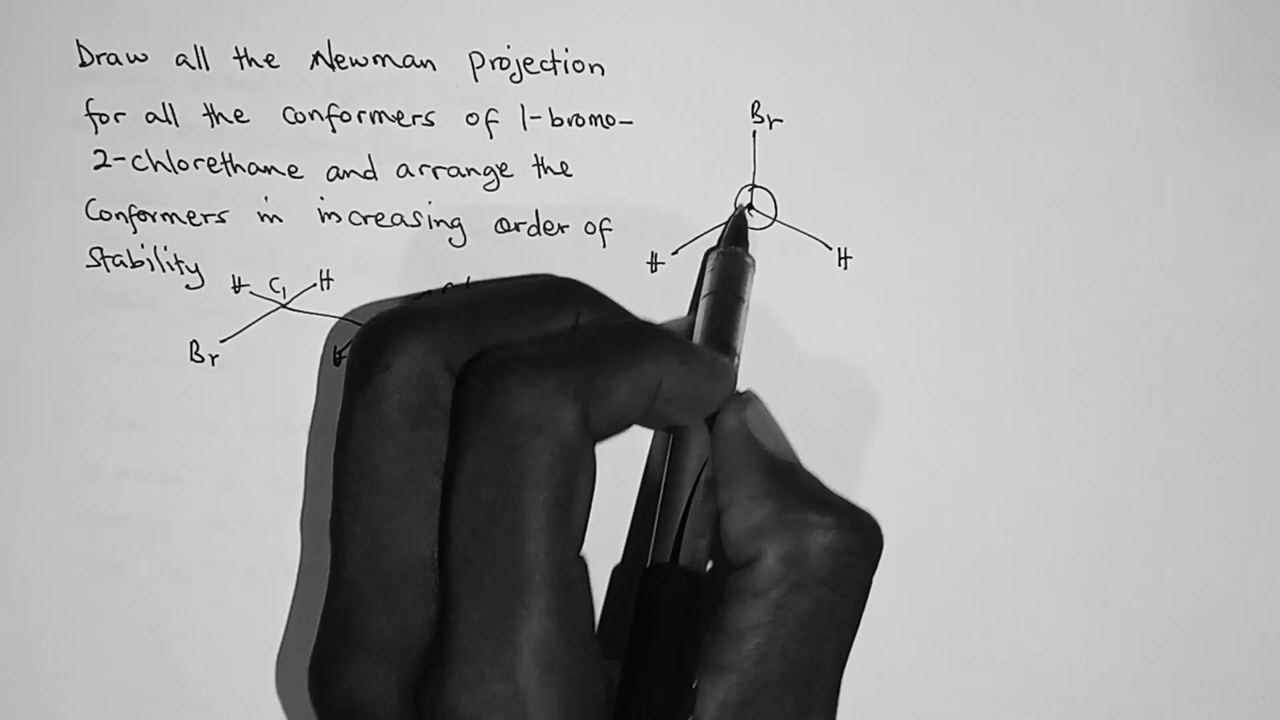 Draw all the Newman projection
for all the conformers of 1-bromo-
2-chlorethane and arrange the
Conformers in increasing order of
Stability
H C1 H
Br
Br
H H